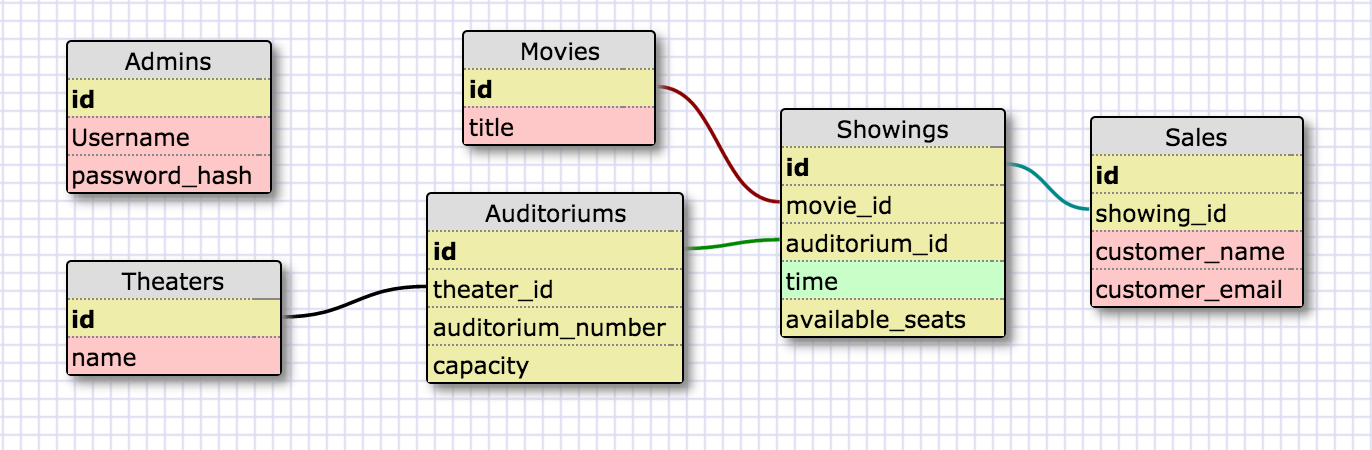 Admins
id
Username
password_hash
Movies
id
title
Theaters
id
name
Auditoriums
id
theater_id
auditorium_number
capacity
Showings
id
movie_id
auditorium_id
time
available_seats
Sales
id
showing_id
customer_name
customer_email